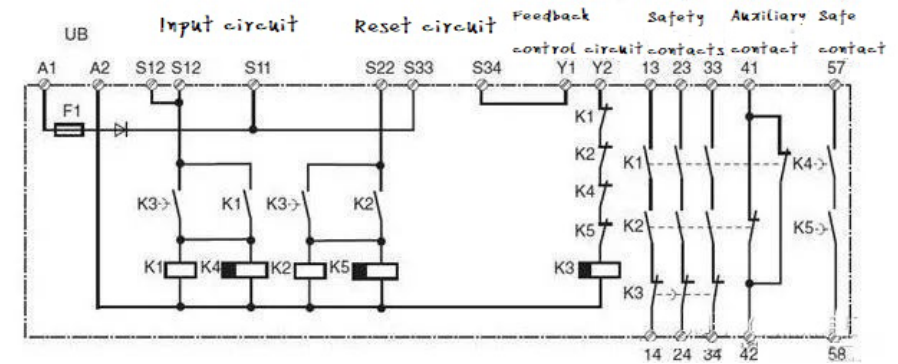 Input circuit Reset circuit Feedback Safety Auxiliary Safe
UB control circuit contacts contact contact
A1 A2 S12 S12 S11 S22 S33 S34 Y1 Y2 13 23 33 41 57
F1
K1
K2 K1 K4
K3 K1 K3 K2 K4
K5 K2 K5
K1 K4 K2 K5 K3
K3
14 24 34 42 58